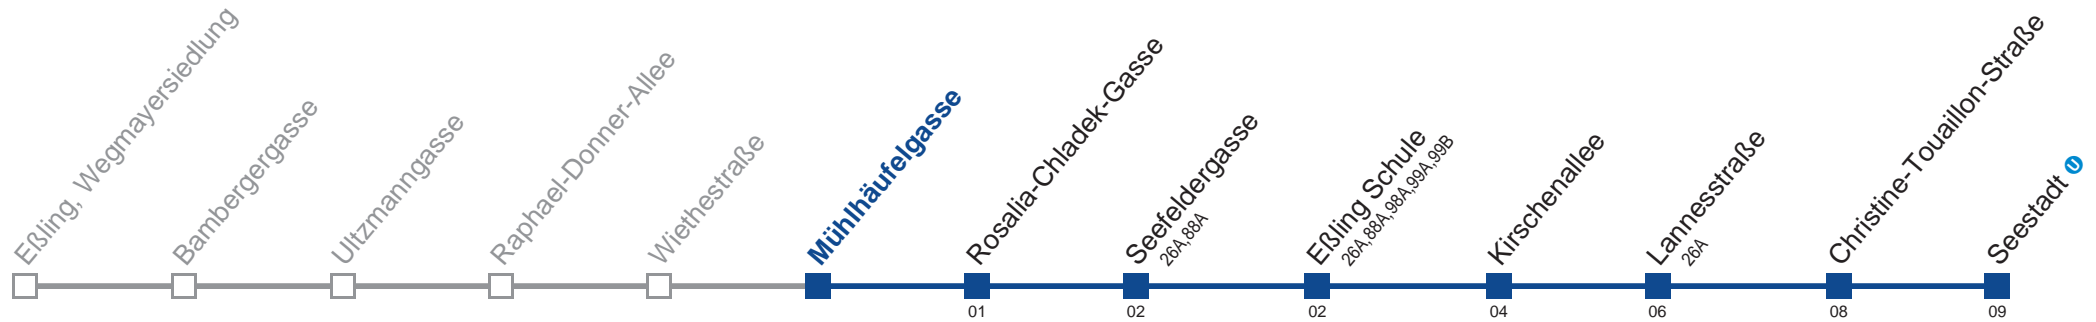 Eßling, Wegmayersiedlung
Bambergergasse
Ultzmanngasse
Raphael-Donner-Allee
Wiethestraße
Mühlhäufelgasse
Rosalia-Chladek-Gasse
01
Seefeldergasse
26A,88A
02
Eßling Schule
26A,88A,98A,99A,99B
02
Kirschenallee
04
Lannesstraße
26A
06
Christine-Touaillon-Straße
08
Seestadt U
09